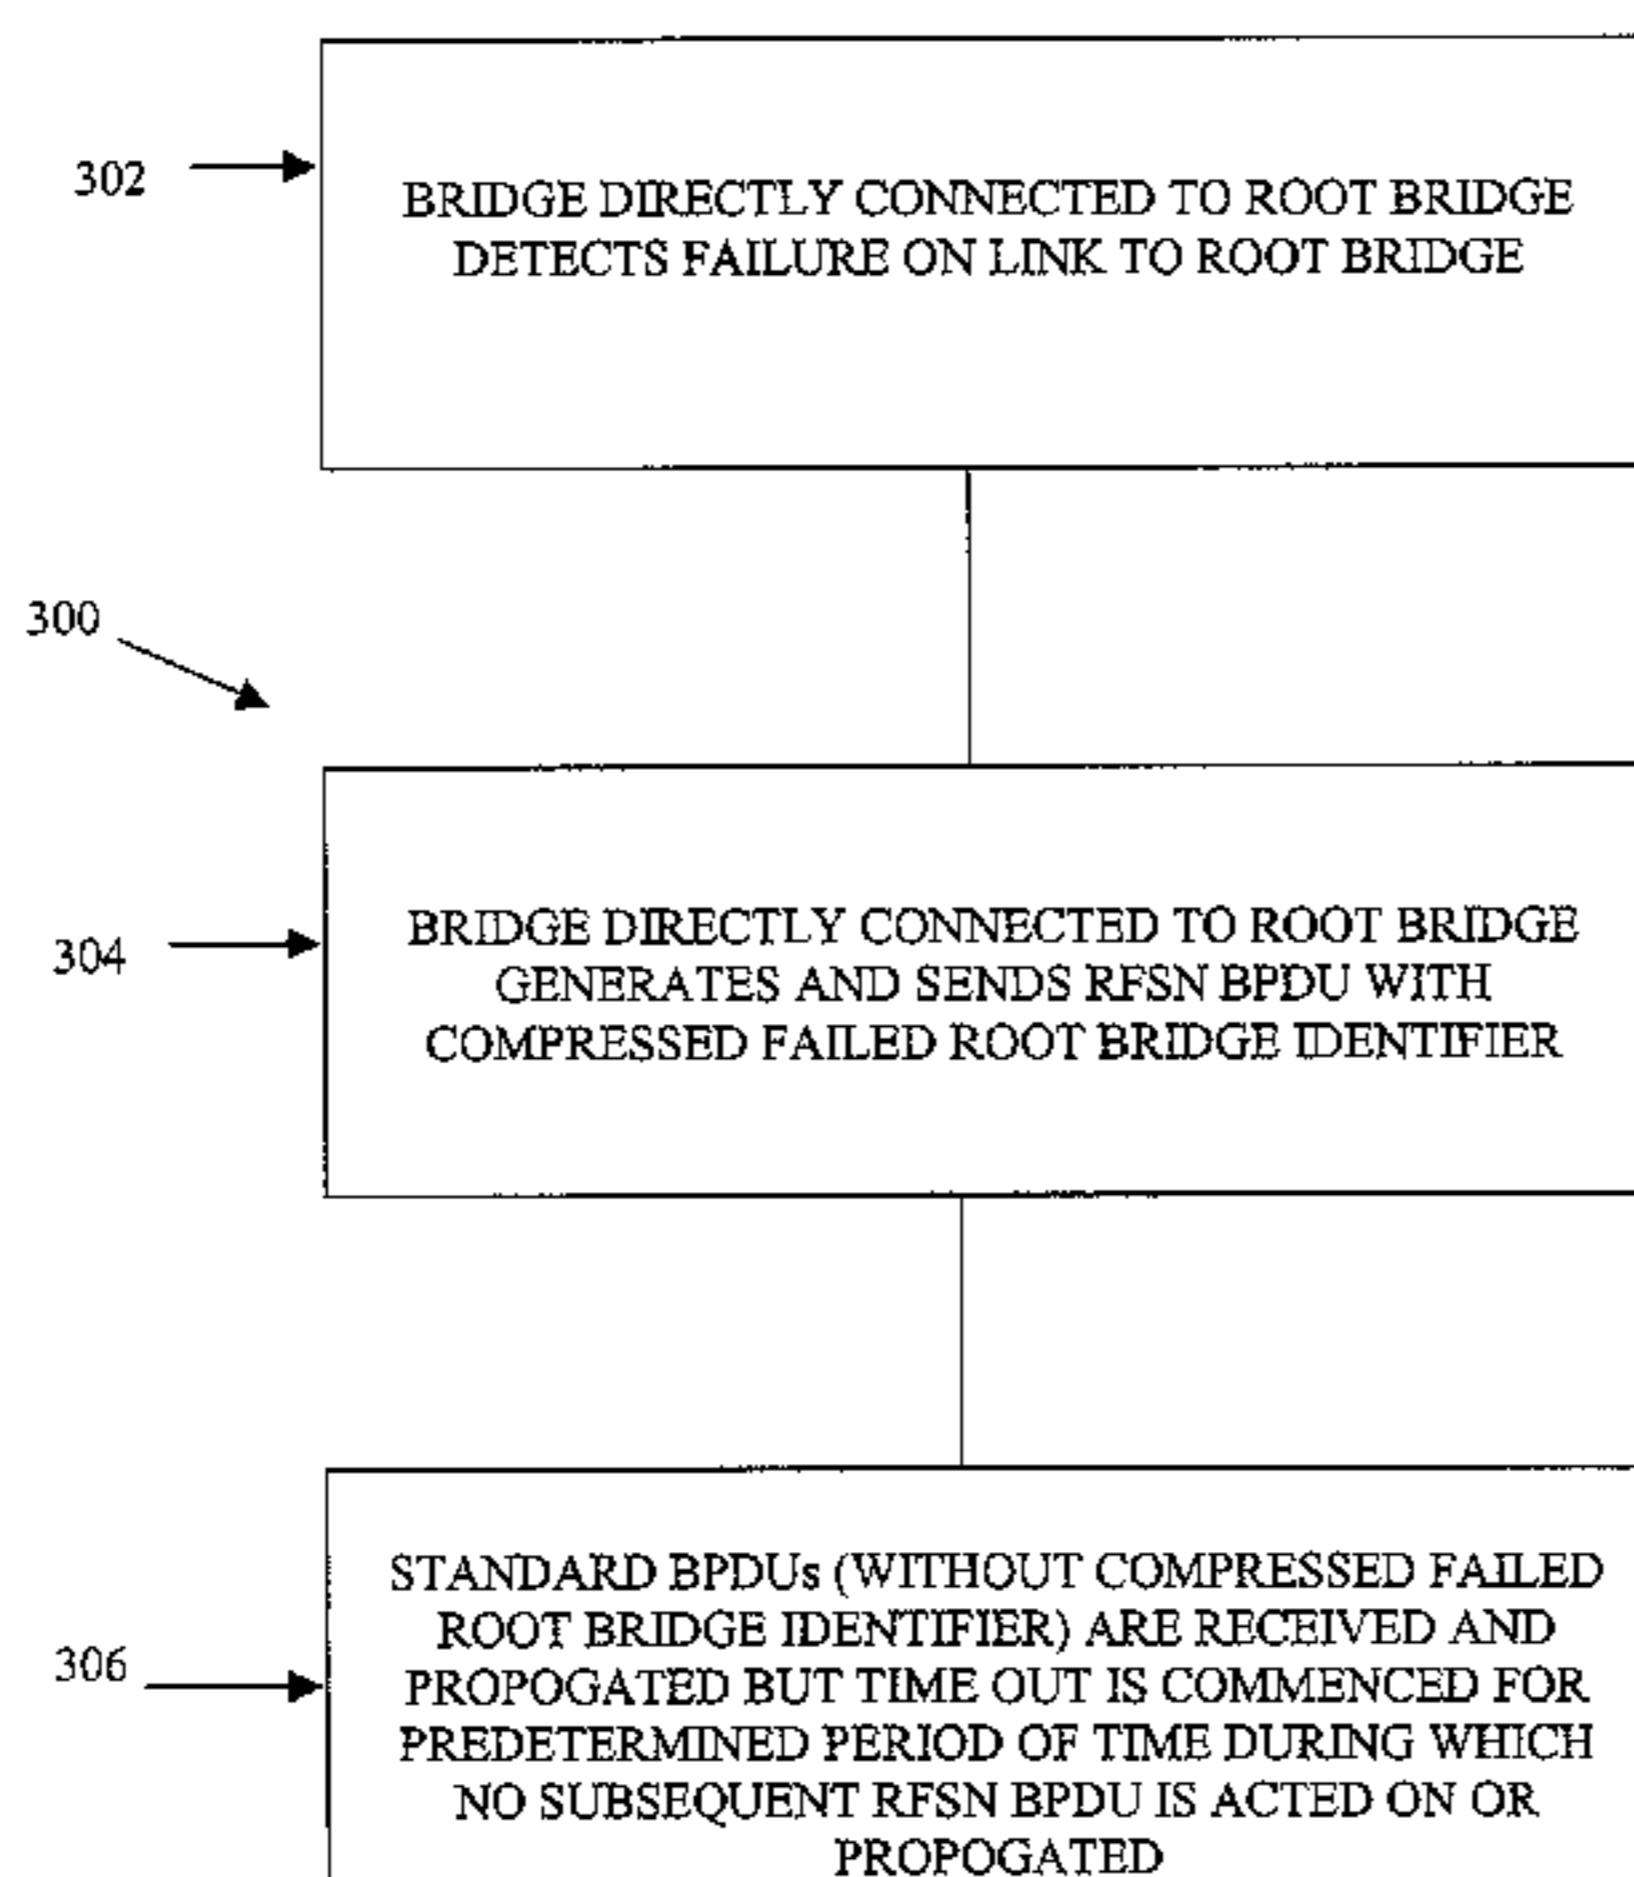 302
BRIDGE DIRECTLY CONNECTED TO ROOT BRIDGE
DETECTS FAILURE ON LINK TO ROOT BRIDGE
300
304
BRIDGE DIRECTLY CONNECTED TO ROOT BRIDGE
GENERATES AND SENDS RFSN BPDU WITH
COMPRESSED FAILED ROOT BRIDGE IDENTIFIER
306
STANDARD BPDUs (WITHOUT COMPRESSED FAILED
ROOT BRIDGE IDENTIFIER) ARE RECEIVED AND
PROPOGATED BUT TIME OUT IS COMMENCED FOR
PREDETERMINED PERIOD OF TIME DURING WHICH
NO SUBSEQUENT RFSN BPDU IS ACTED ON OR
PROPOGATED